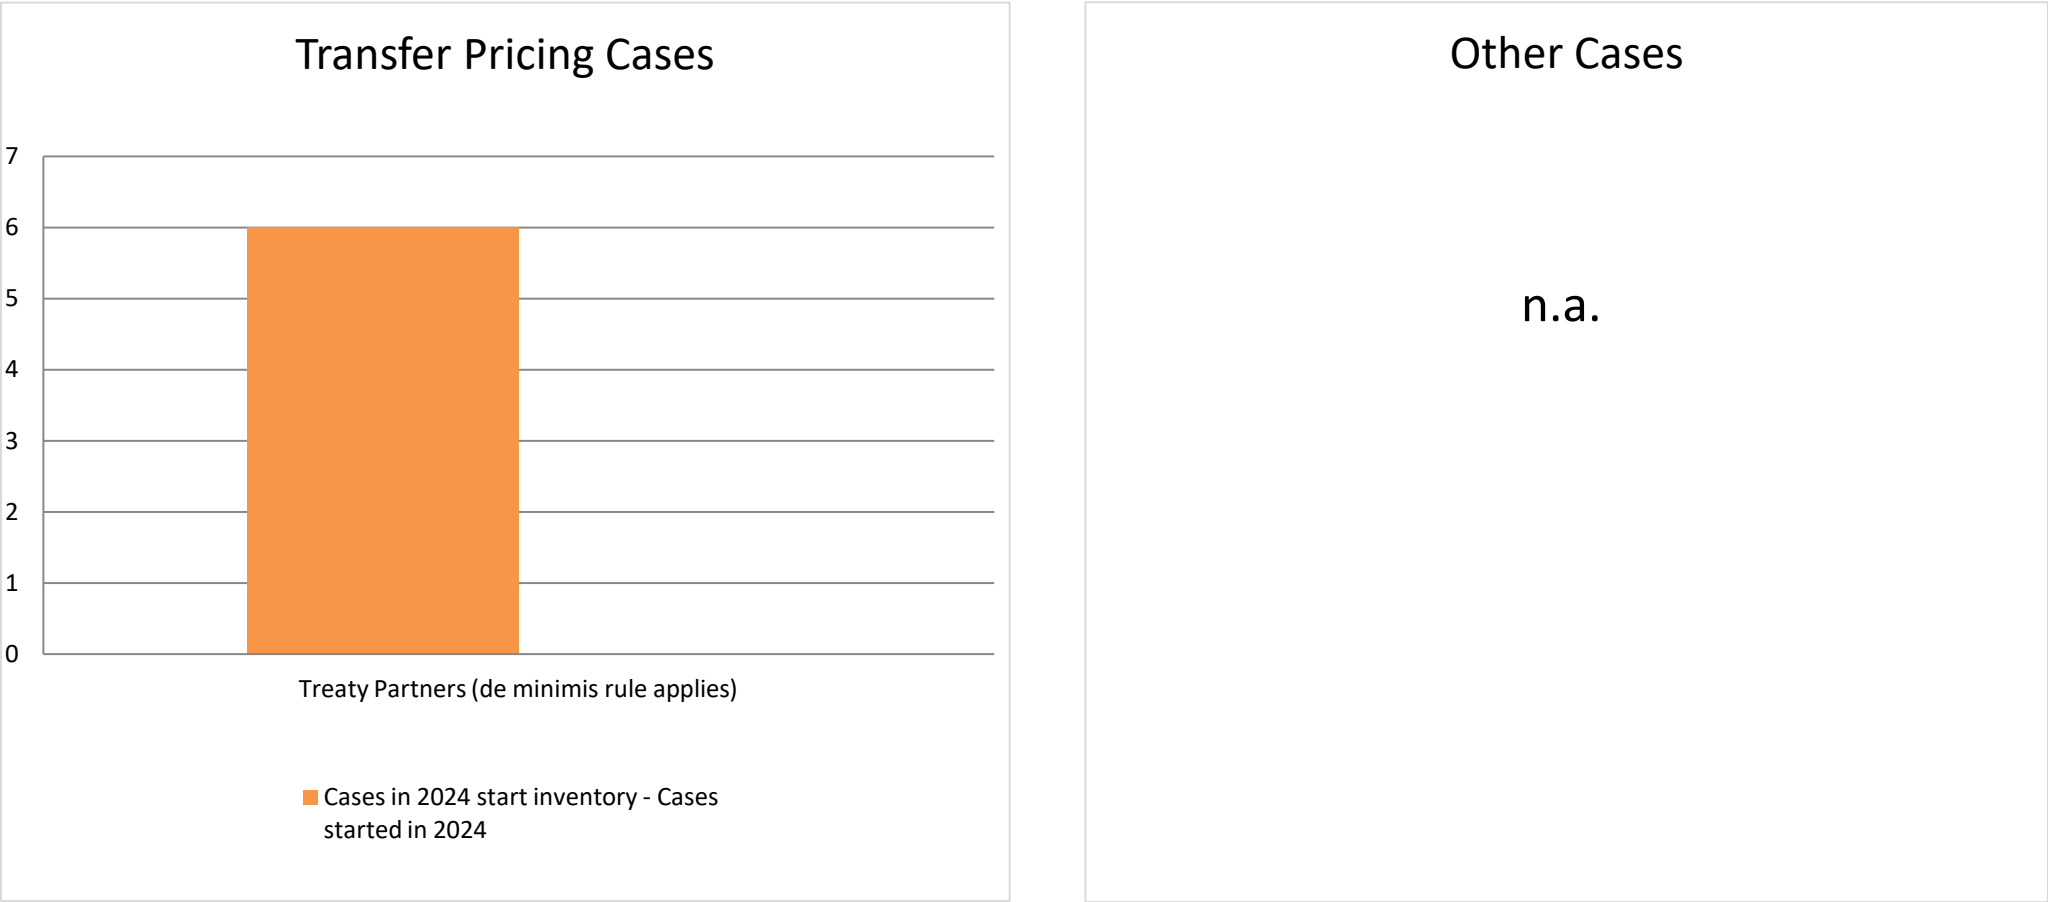 Transfer Pricing Cases
7
6
5
4
3
2
1
0
Treaty Partners (de minimis rule applies)
Cases in 2024 start inventory - Cases
started in 2024
Other Cases
n.a.